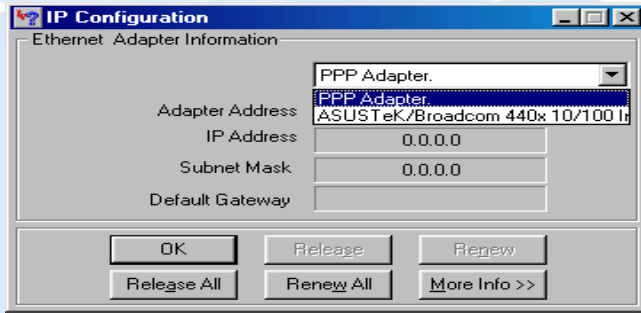 IP Configuration
Ethernet Adapter Information
PPP Adapter.
PPP Adapter.
ASUSTeK/Broadcom 440x 10/100 I
Adapter Address
IP Address 0.0.0.0
Subnet Mask 0.0.0.0
Default Gateway
OK Release Renew
Release All Renew All More Info >>